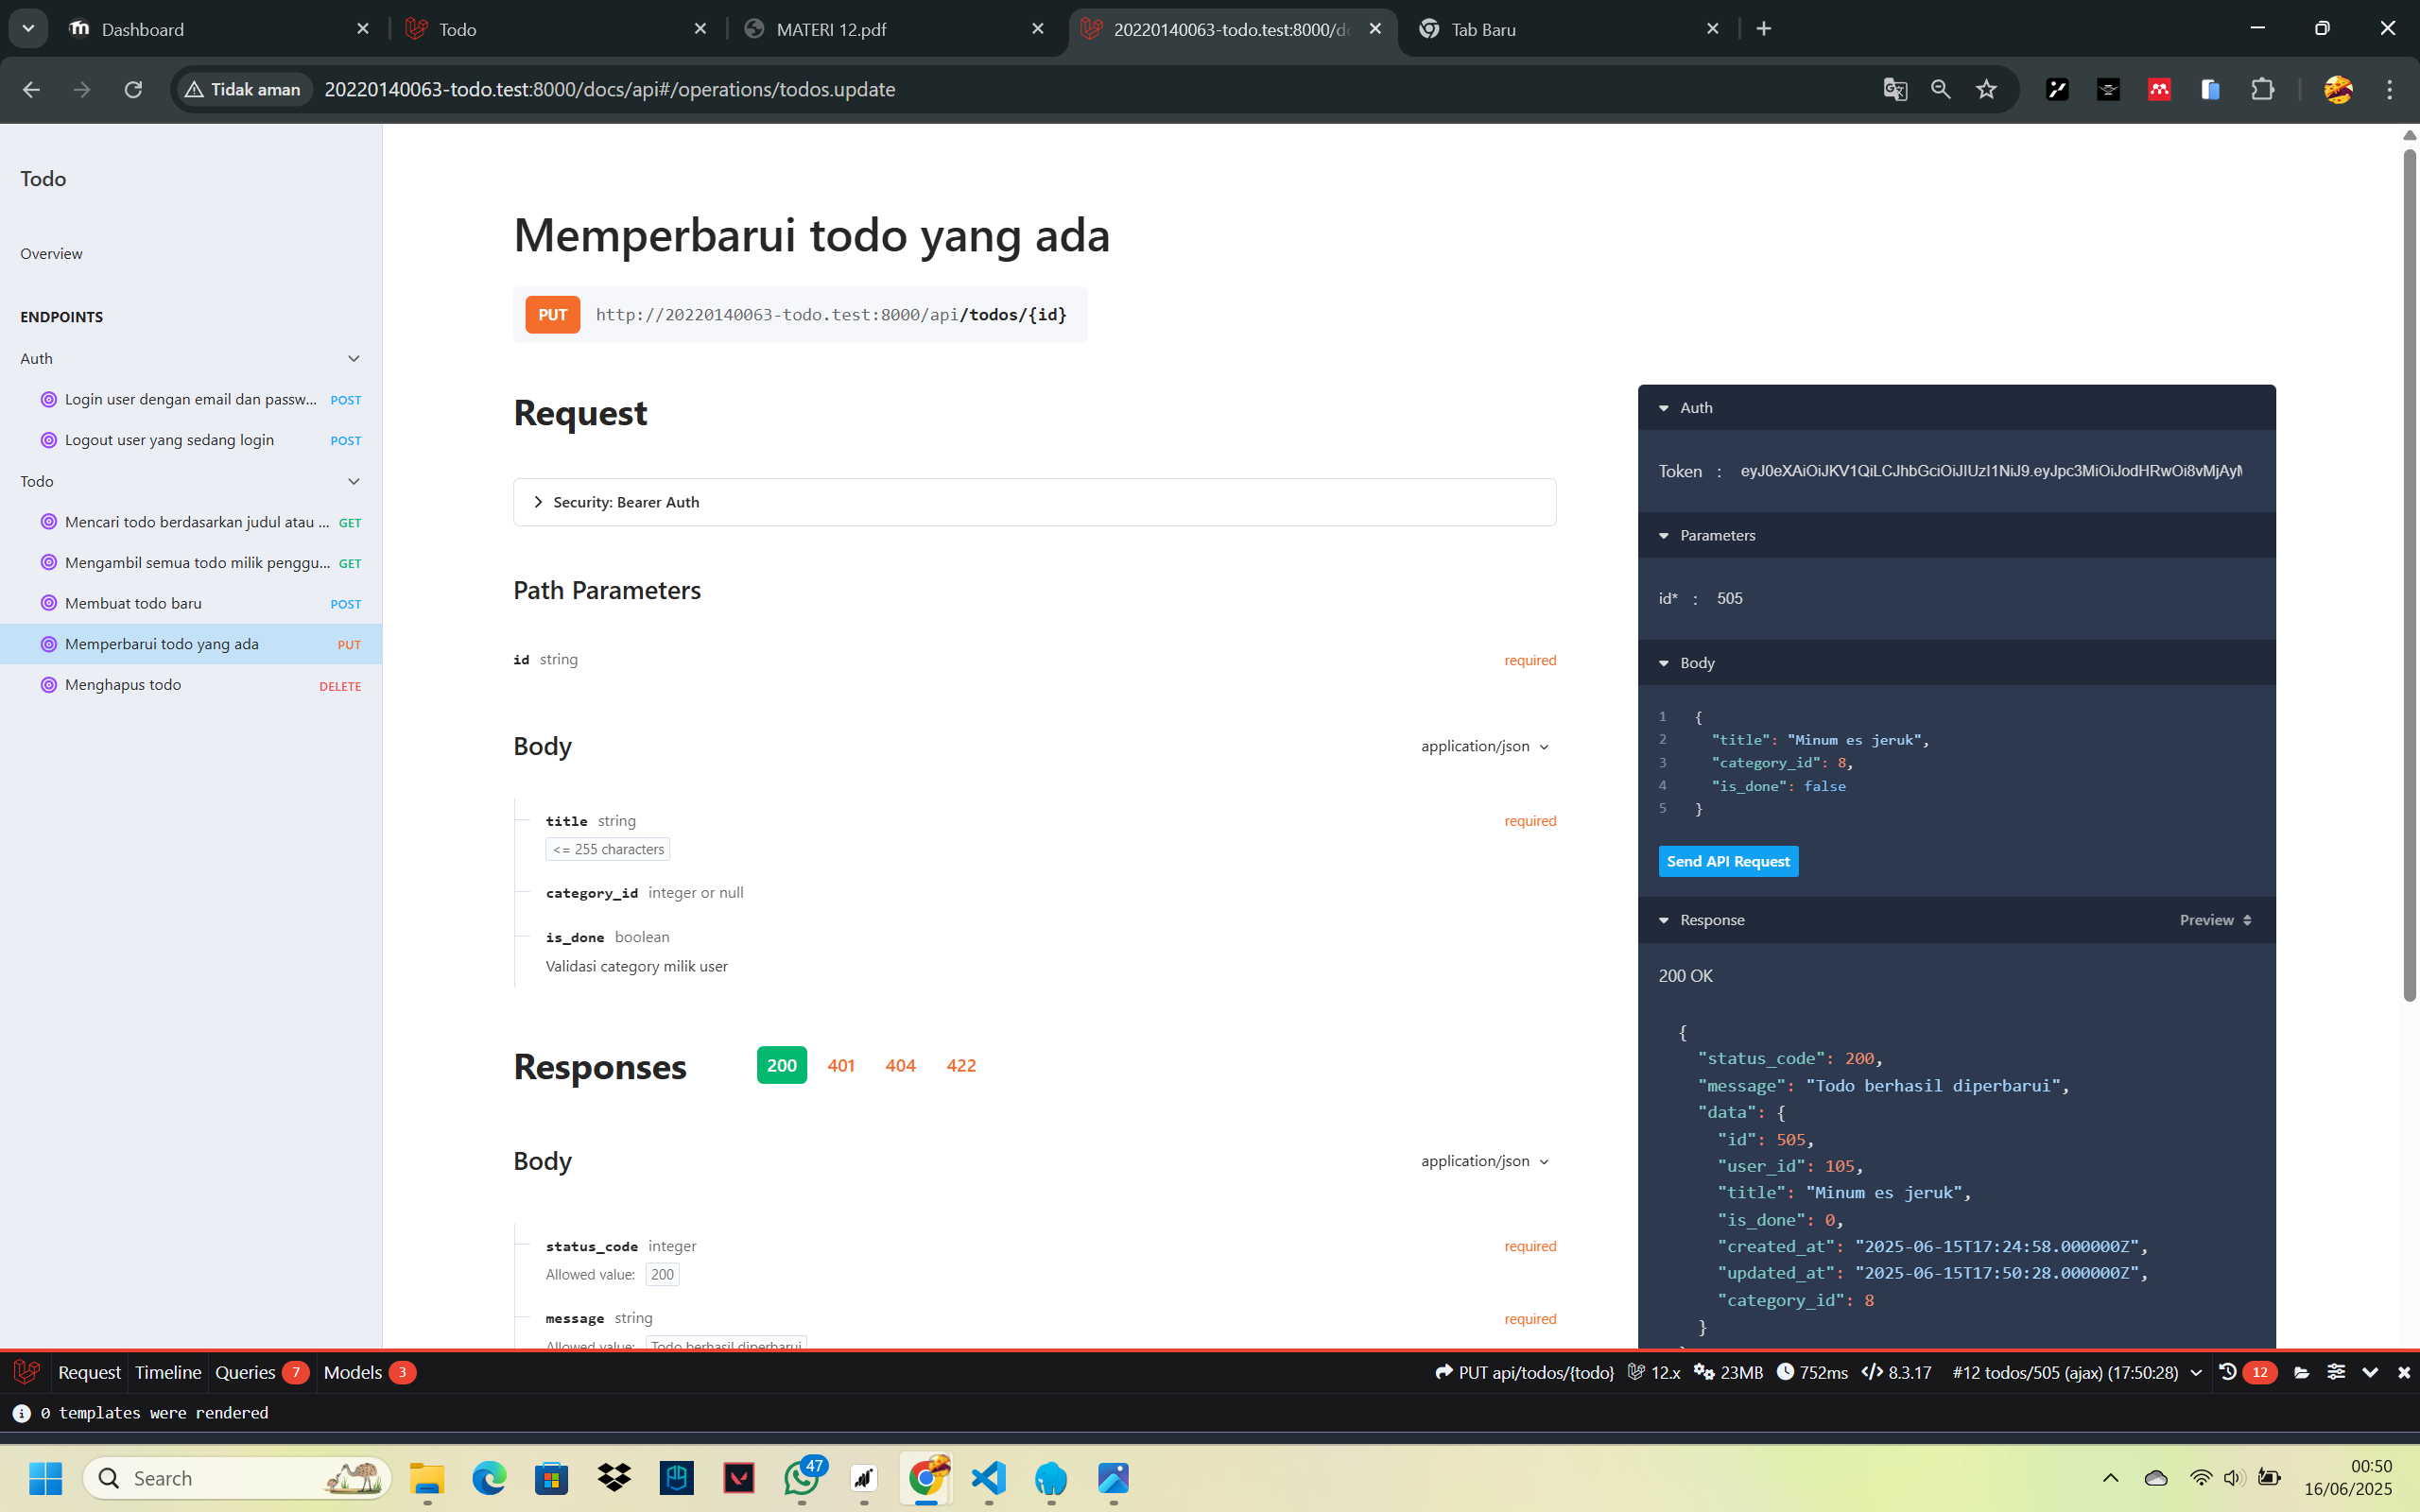 Dashboard
Todo
MATERI 12.pdf
20220140063-todo.test:8000/do
Tab Baru
Tidak aman
20220140063-todo.test:8000/docs/api#/operations/todos.update
Todo
Overview
ENDPOINTS
Auth
Login user dengan email dan passw... POST
Logout user yang sedang login POST
Todo
Mencari todo berdasarkan judul atau ... GET
Mengambil semua todo milik penggu... GET
Membuat todo baru POST
Memperbarui todo yang ada PUT
Menghapus todo DELETE
Memperbarui todo yang ada
PUT http://20220140063-todo.test:8000/api/todos/{id}
Request
Security: Bearer Auth
Path Parameters
id string required
Body application/json
title string required
<= 255 characters
category_id integer or null
is_done boolean
Validasi category milik user
Responses 200 401 404 422
Body application/json
status_code integer required
Allowed value: 200
message string required
Allowed value: Todo berhasil diperbarui
Auth
Token : eyJ0eXAiOiJKV1QiLCJhbGciOiJIUzI1NiJ9.eyJpc3MiOiJodHRwOi8vMjAyM
Parameters
id* : 505
Body
1 {
2 "title": "Minum es jeruk",
3 "category_id": 8,
4 "is_done": false
5 }
Send API Request
Response Preview
200 OK
{
"status_code": 200,
"message": "Todo berhasil diperbarui",
"data": {
"id": 505,
"user_id": 105,
"title": "Minum es jeruk",
"is_done": 0,
"created_at": "2025-06-15T17:24:58.000000Z",
"updated_at": "2025-06-15T17:50:28.000000Z",
"category_id": 8
}
Request Timeline Queries 7 Models 3 PUT api/todos/{todo} 12.x 23MB 752ms 8.3.17 #12 todos/505 (ajax) (17:50:28) 12
0 templates were rendered
Search
47
00:50
16/06/2025